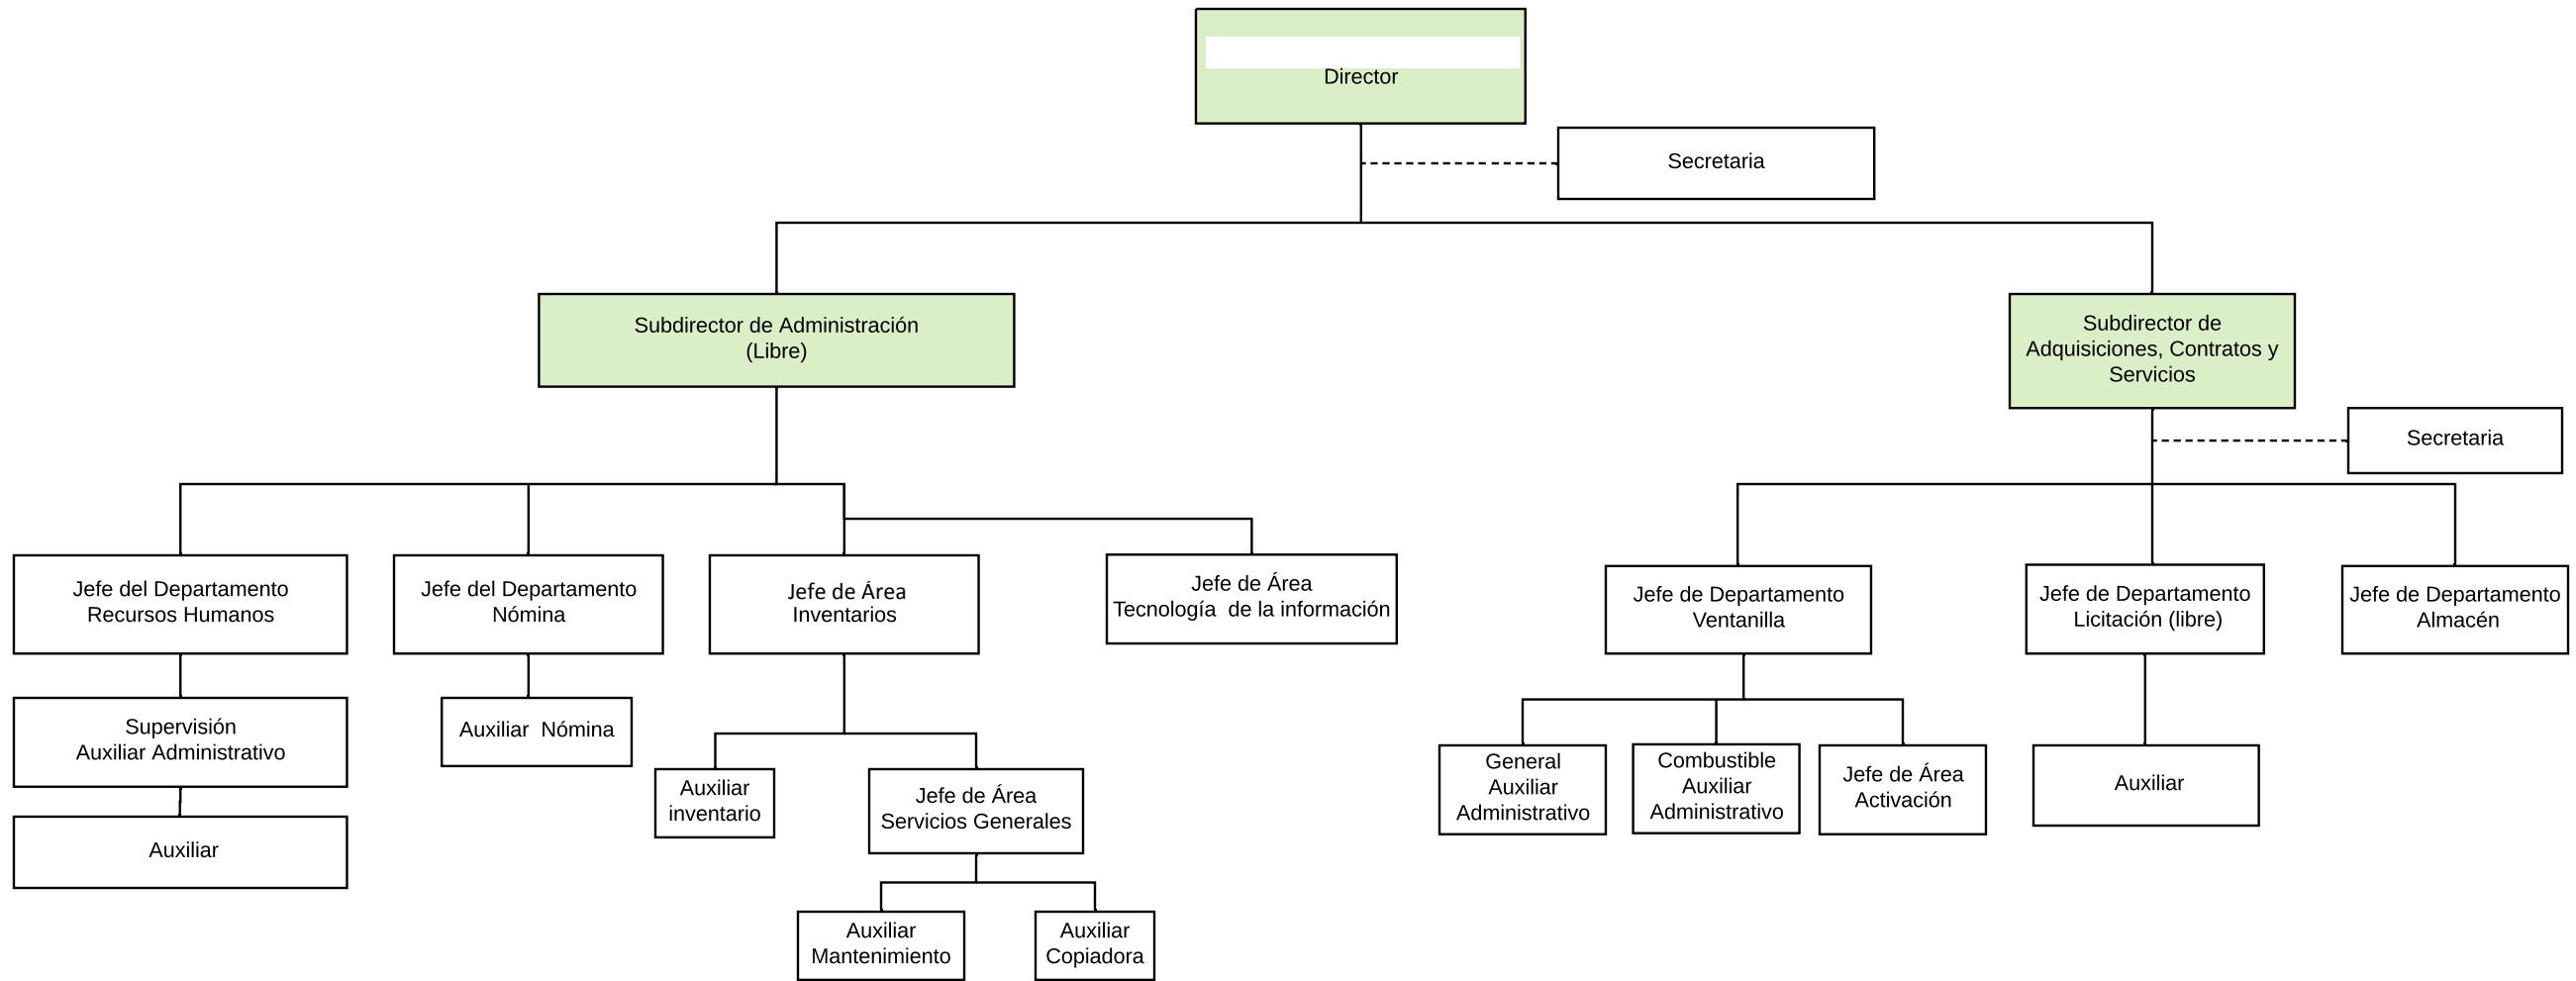 Director
Secretaria
Subdirector de Administración
(Libre)
Subdirector de
Adquisiciones, Contratos y
Servicios
Secretaria
Jefe del Departamento
Recursos Humanos
Jefe del Departamento
Nómina
Jefe de Área
Inventarios
Jefe de Área
Tecnología  de la información
Jefe de Departamento
Ventanilla
Jefe de Departamento
Licitación (libre)
Jefe de Departamento
Almacén
Supervisión
Auxiliar Administrativo
Auxiliar  Nómina
Auxiliar
inventario
Jefe de Área
Servicios Generales
General
Auxiliar
Administrativo
Combustible
Auxiliar
Administrativo
Jefe de Área
Activación
Auxiliar
Auxiliar
Auxiliar
Mantenimiento
Auxiliar
Copiadora